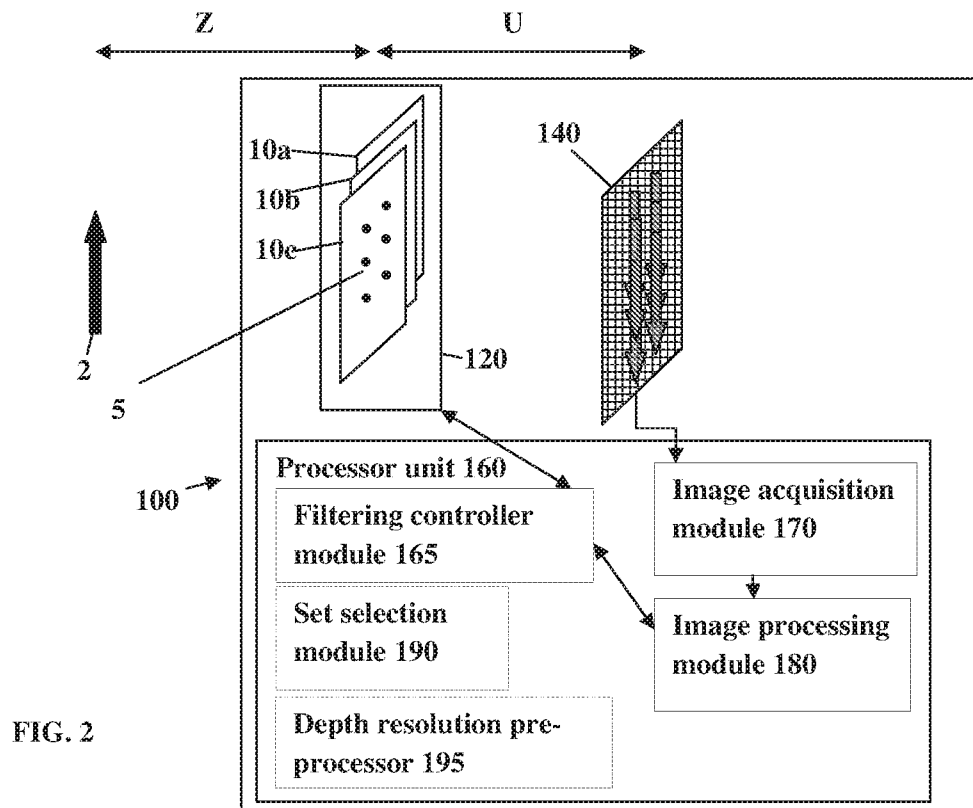 Z
U
10a
10b
10c
140
2
5
120
100
Processor unit 160
Filtering controller
module 165
Image acquisition
module 170
Set selection
module 190
Image processing
module 180
Depth resolution pre-
processor 195
FIG. 2